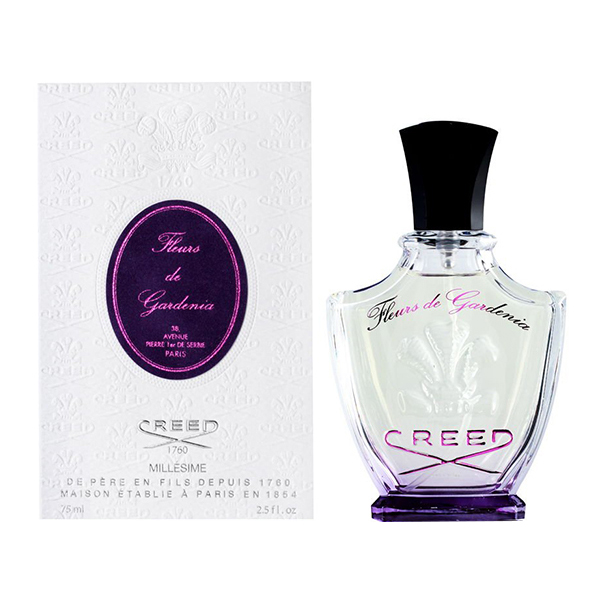 1760
Fleurs
de
Gardenia
38,
AVENUE
PIERRE 1er DE SERBIE
PARIS
CREED
1760
MILLÉSIME
DE PÈRE EN FILS DEPUIS 1760
MAISON ÉTABLIE À PARIS EN 1854
75 ml 2.5 fl. oz
Fleurs de Gardenia
CREED